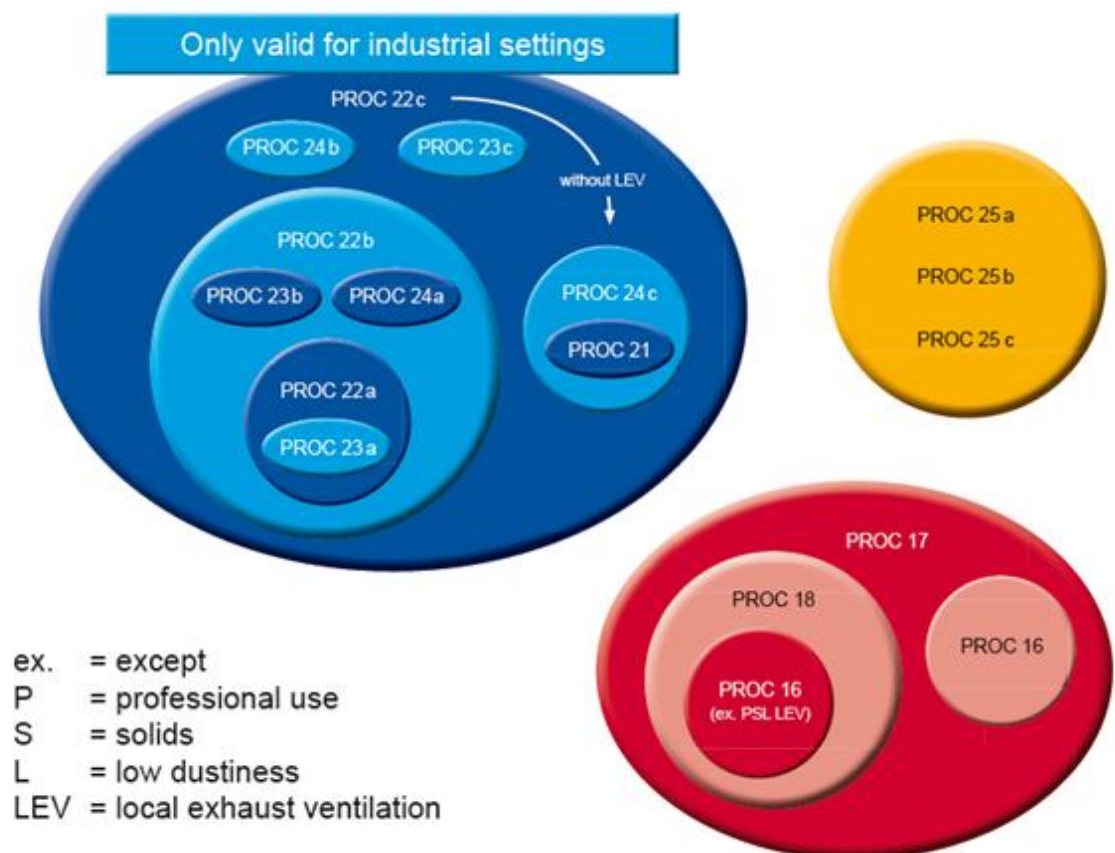 Only valid for industrial settings
PROC 22c
PROC 24b
PROC 23c
without LEV
PROC 22b
PROC 23b
PROC 24a
PROC 24c
PROC 21
PROC 22a
PROC 23a
PROC 25a
PROC 25b
PROC 25c
PROC 17
PROC 18
PROC 16
PROC 16
(ex. PSL LEV)
ex. = except
P = professional use
S = solids
L = low dustiness
LEV = local exhaust ventilation